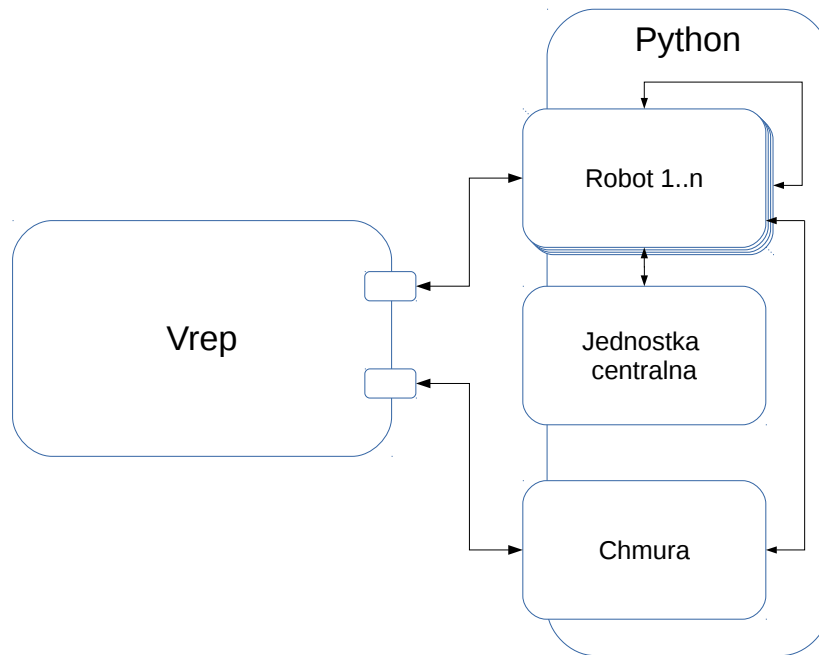 Python
Robot 1..n
Vrep
Jednostka
centralna
Chmura